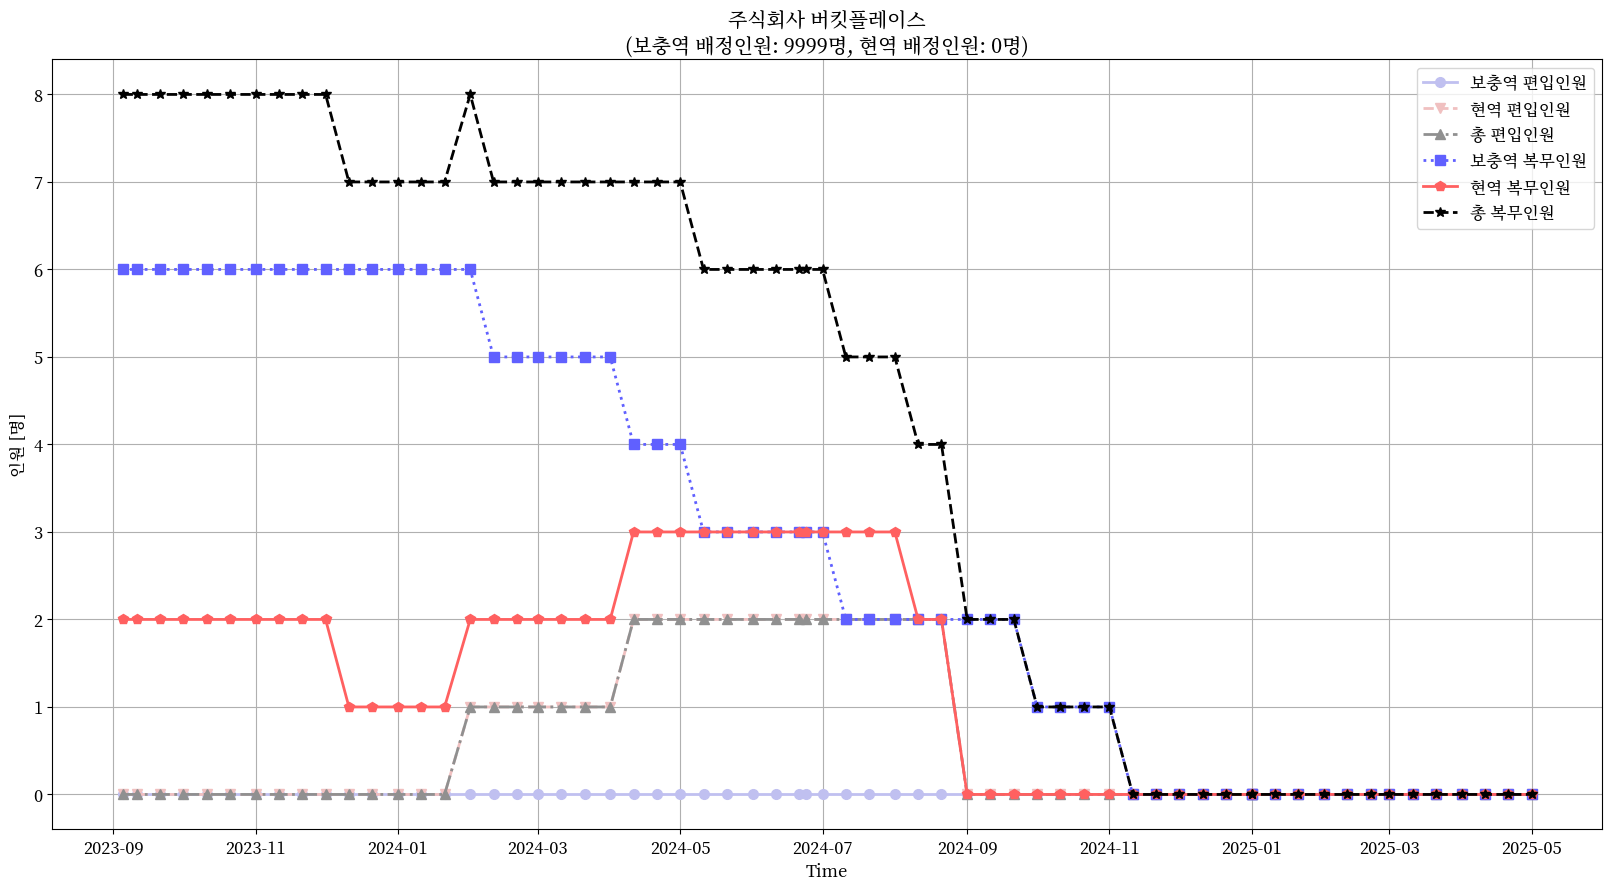 주식회사 버킷플레이스
(보충역 배정인원: 9999명, 현역 배정인원: 0명)
보충역 편입인원
현역 편입인원
총 편입인원
보충역 복무인원
현역 복무인원
총 복무인원
인원 [명]
8
7
6
5
4
3
2
1
0
2023-09 2023-11 2024-01 2024-03 2024-05 2024-07 2024-09 2024-11 2025-01 2025-03 2025-05
Time